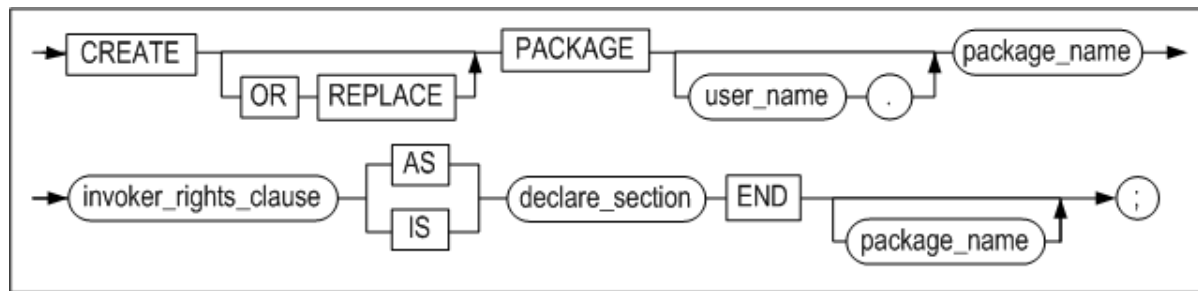 CREATE OR REPLACE PACKAGE user_name . package_name
invoker_rights_clause AS IS declare_section END package_name ;